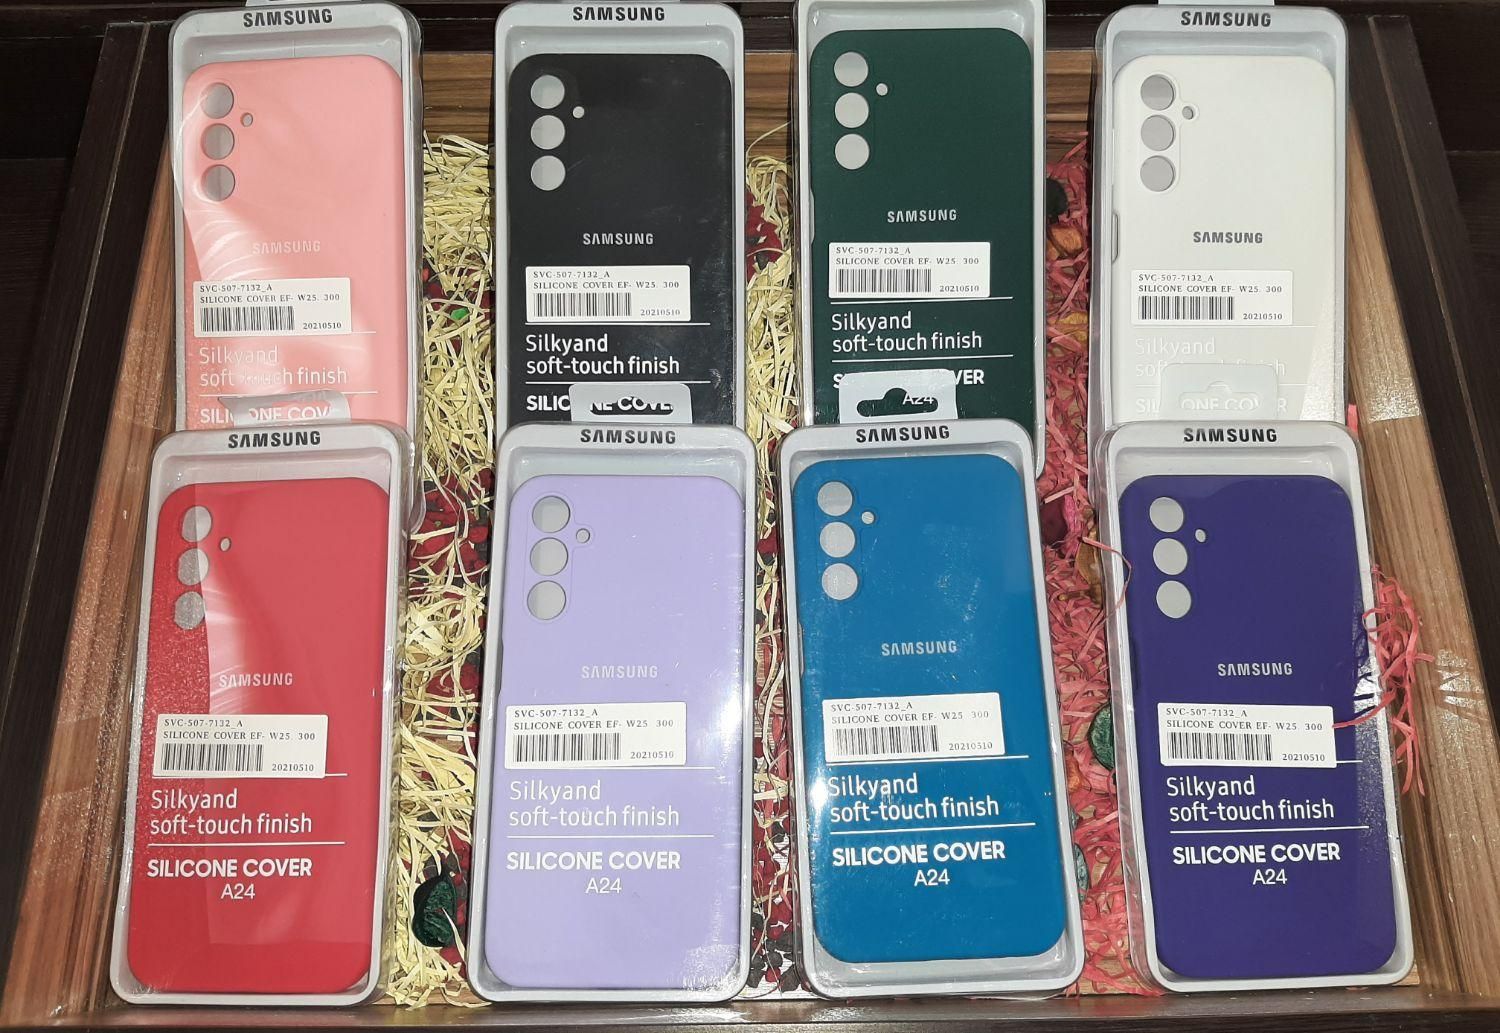 SAMSUNG
SAMSUNG
SVC-507-7132_A
SILICONE COVER EF- W25. 300
20210510
Silkyand
soft-touch finish
SILICONE COV
SAMSUNG
SAMSUNG
SVC-507-7132_A
SILICONE COVER EF- W25. 300
20210510
Silkyand
soft-touch finish
SILICONE COV
SAMSUNG
SVC-507-7132_A
SILICONE COVER EF- W25. 300
20210510
Silkyand
soft-touch finish
A24
SAMSUNG
SAMSUNG
SVC-507-7132_A
SILICONE COVER EF- W25. 300
20210510
Silkyand
SAMSUNG
SAMSUNG
SVC-507-7132_A
SILICONE COVER EF- W25. 300
20210510
Silkyand
soft-touch finish
SILICONE COVER
A24
SAMSUNG
SAMSUNG
SVC-507-7132_A
SILICONE COVER EF- W25 300
20210510
Silkyand
soft-touch finish
SILICONE COVER
A24
SAMSUNG
SAMSUNG
SVC-507-7132_A
SILICONE COVER EF- W25 300
20210510
Silkyand
soft-touch finish
SILICONE COVER
A24
SAMSUNG
SAMSUNG
SVC-507-7132_A
SILICONE COVER EF- W25. 300
20210510
Silkyand
soft-touch finish
SILICONE COVER
A24